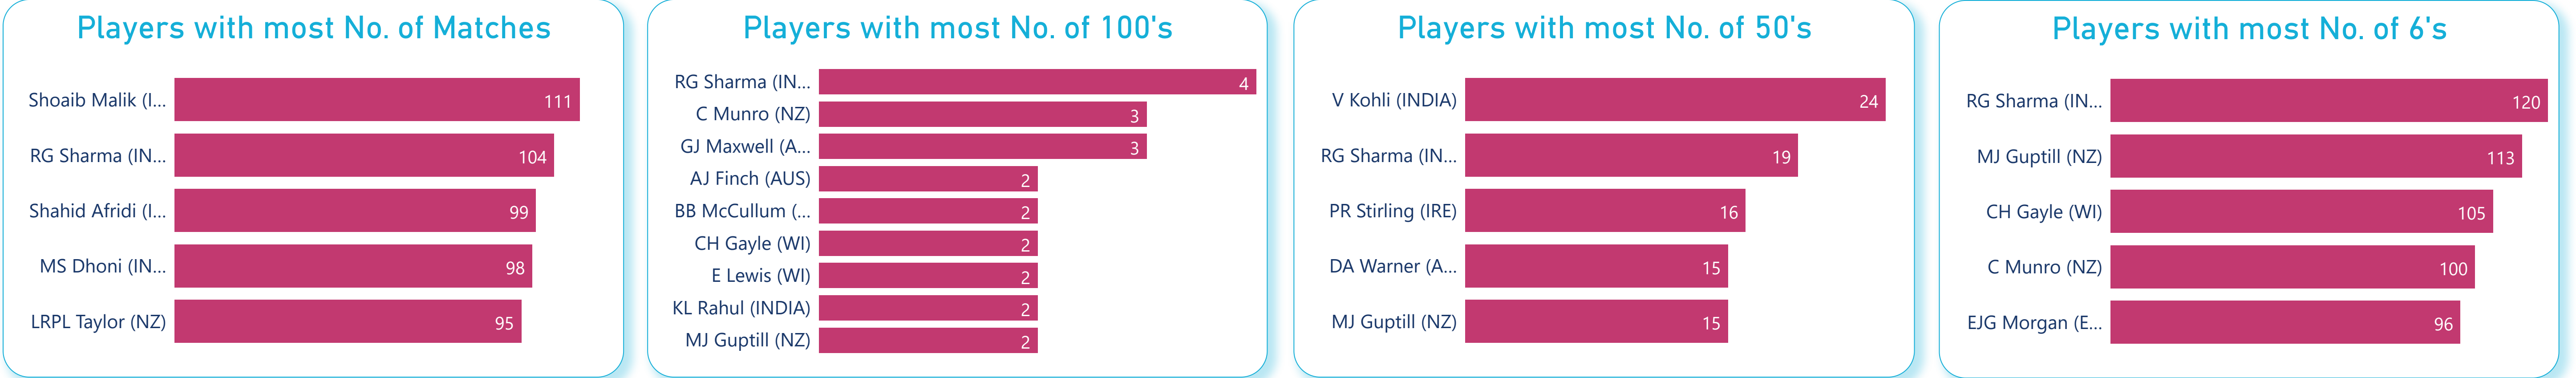 Players with most No. of Matches
Shoaib Malik (I... 111
RG Sharma (IN... 104
Shahid Afridi (I... 99
MS Dhoni (IN... 98
LRPL Taylor (NZ) 95
Players with most No. of 100's
RG Sharma (IN... 4
C Munro (NZ) 3
GJ Maxwell (A... 3
AJ Finch (AUS) 2
BB McCullum (... 2
CH Gayle (WI) 2
E Lewis (WI) 2
KL Rahul (INDIA) 2
MJ Guptill (NZ) 2
Players with most No. of 50's
V Kohli (INDIA) 24
RG Sharma (IN... 19
PR Stirling (IRE) 16
DA Warner (A... 15
MJ Guptill (NZ) 15
Players with most No. of 6's
RG Sharma (IN... 120
MJ Guptill (NZ) 113
CH Gayle (WI) 105
C Munro (NZ) 100
EJG Morgan (E... 96